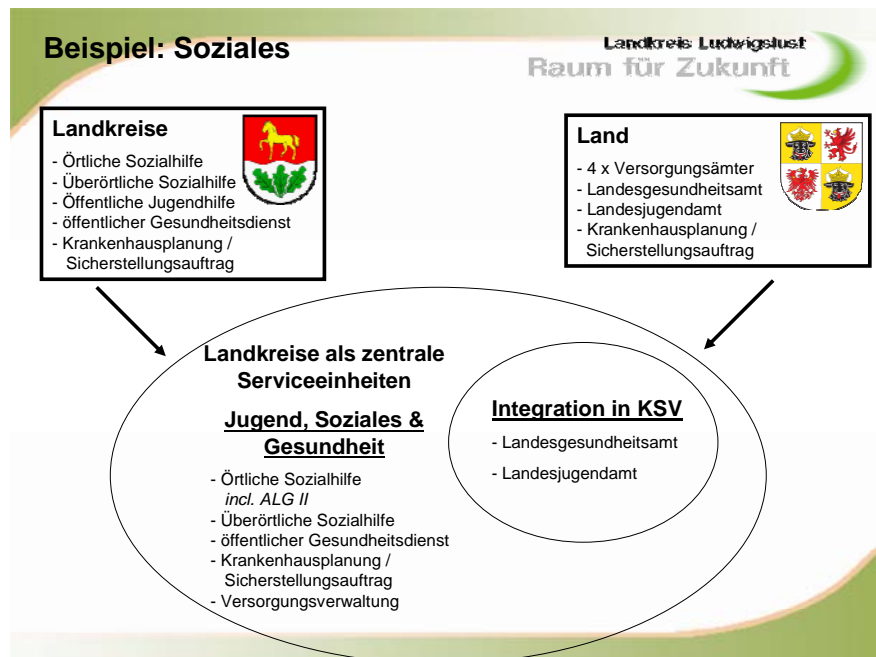 Beispiel: Soziales
Landkreis Ludwigslust
Raum für Zukunft
Landkreise
- Örtliche Sozialhilfe
- Überörtliche Sozialhilfe
- Öffentliche Jugendhilfe
- öffentlicher Gesundheitsdienst
- Krankenhausplanung /
Sicherstellungsauftrag
Land
- 4 x Versorgungsämter
- Landesgesundheitsamt
- Landesjugendamt
- Krankenhausplanung /
Sicherstellungsauftrag
Landkreise als zentrale
Serviceeinheiten
Jugend, Soziales &
Gesundheit
- Örtliche Sozialhilfe
incl. ALG II
- Überörtliche Sozialhilfe
- öffentlicher Gesundheitsdienst
- Krankenhausplanung /
Sicherstellungsauftrag
- Versorgungsverwaltung
Integration in KSV
- Landesgesundheitsamt
- Landesjugendamt